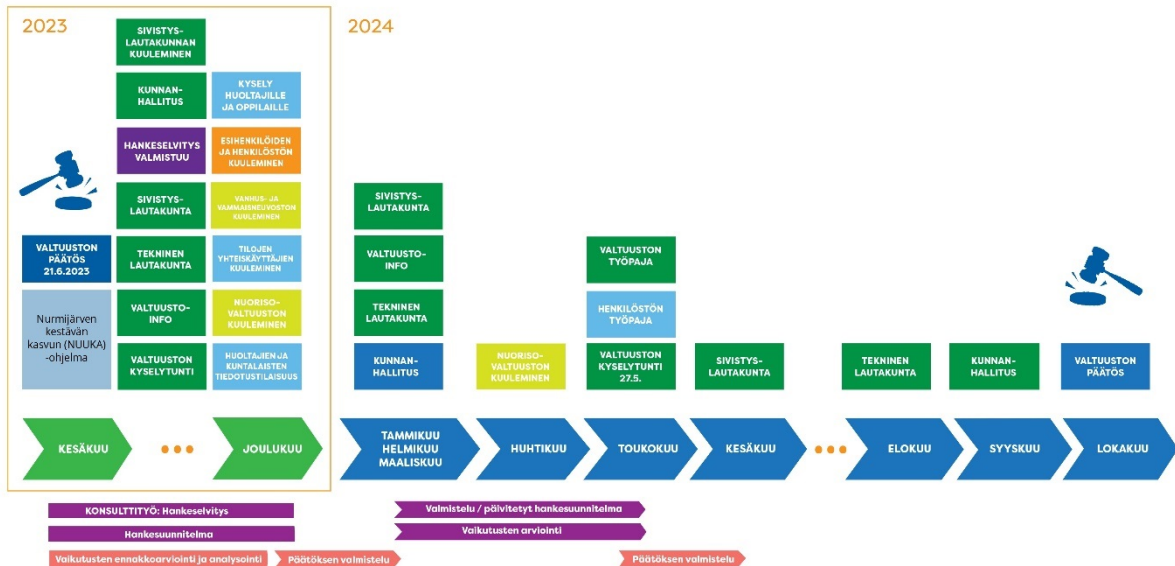 2023
SIVISTYS-
LAUTAKUNNAN
KUULEMINEN
KUNNAN-
HALLITUS
KYSELY
HUOLTAJILLE
JA OPPILAILLE
HANKESELVITYS
VALMISTUU
ESIHENKILÖIDEN
JA HENKILÖSTÖN
KUULEMINEN
SIVISTYS-
LAUTAKUNTA
VANHUS- JA
VAMMAISNEUVOSTON
KUULEMINEN
VALTUUSTON
PÄÄTÖS
21.6.2023
TEKNINEN
LAUTAKUNTA
TILOJEN
YHTEISKÄYTTÄJIEN
KUULEMINEN
Nurmijärven
kestävän
kasvun (NUUKA)
-ohjelma
VALTUUSTO-
INFO
NUORISO-
VALTUUSTON
KUULEMINEN
VALTUUSTON
KYSELYTUNTI
HUOLTAJIEN JA
KUNTALAISTEN
TIEDOTUSTILAISUUS
KESÄKUU
JOULUKUU
2024
SIVISTYS-
LAUTAKUNTA
VALTUUSTO-
INFO
TEKNINEN
LAUTAKUNTA
KUNNAN-
HALLITUS
NUORISO-
VALTUUSTON
KUULEMINEN
VALTUUSTON
TYÖPAJA
HENKILÖSTÖN
TYÖPAJA
VALTUUSTON
KYSELYTUNTI
27.5.
SIVISTYS-
LAUTAKUNTA
TEKNINEN
LAUTAKUNTA
KUNNAN-
HALLITUS
VALTUUSTON
PÄÄTÖS
TAMMIKUU
HELMIKUU
MAALISKUU
HUHTIKUU
TOUKOKUU
KESÄKUU
ELOKUU
SYYSKUU
LOKAKUU
KONSULTTITYÖ: Hankeselvitys
Hankesuunnitelma
Vaikutusten ennakkoarviointi ja analysointi
Päätöksen valmistelu
Valmistelu / päivitetyt hankesuunnitelma
Vaikutusten arviointi
Päätöksen valmistelu